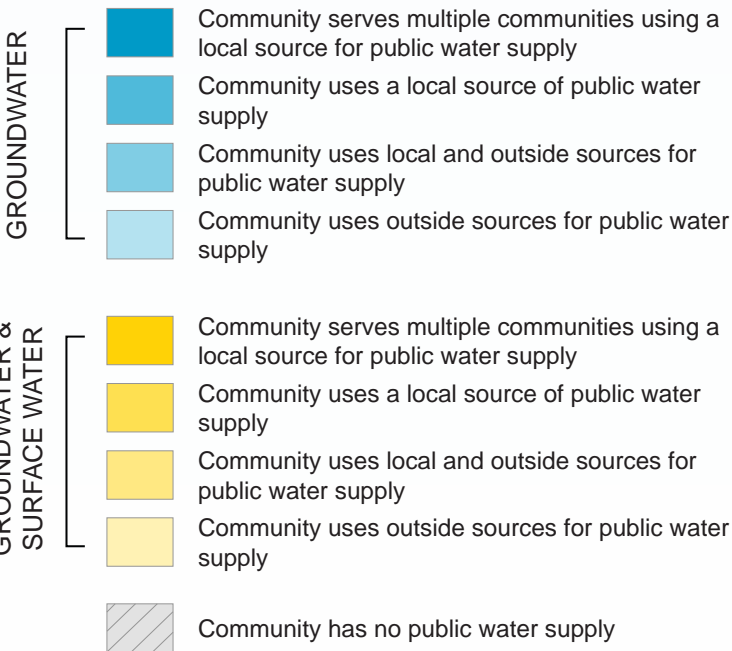 GROUNDWATER
Community serves multiple communities using a
local source for public water supply
Community uses a local source of public water
supply
Community uses local and outside sources for
public water supply
Community uses outside sources for public water
supply
GROUNDWATER &
SURFACE WATER
Community serves multiple communities using a
local source for public water supply
Community uses a local source of public water
supply
Community uses local and outside sources for
public water supply
Community uses outside sources for public water
supply
Community has no public water supply